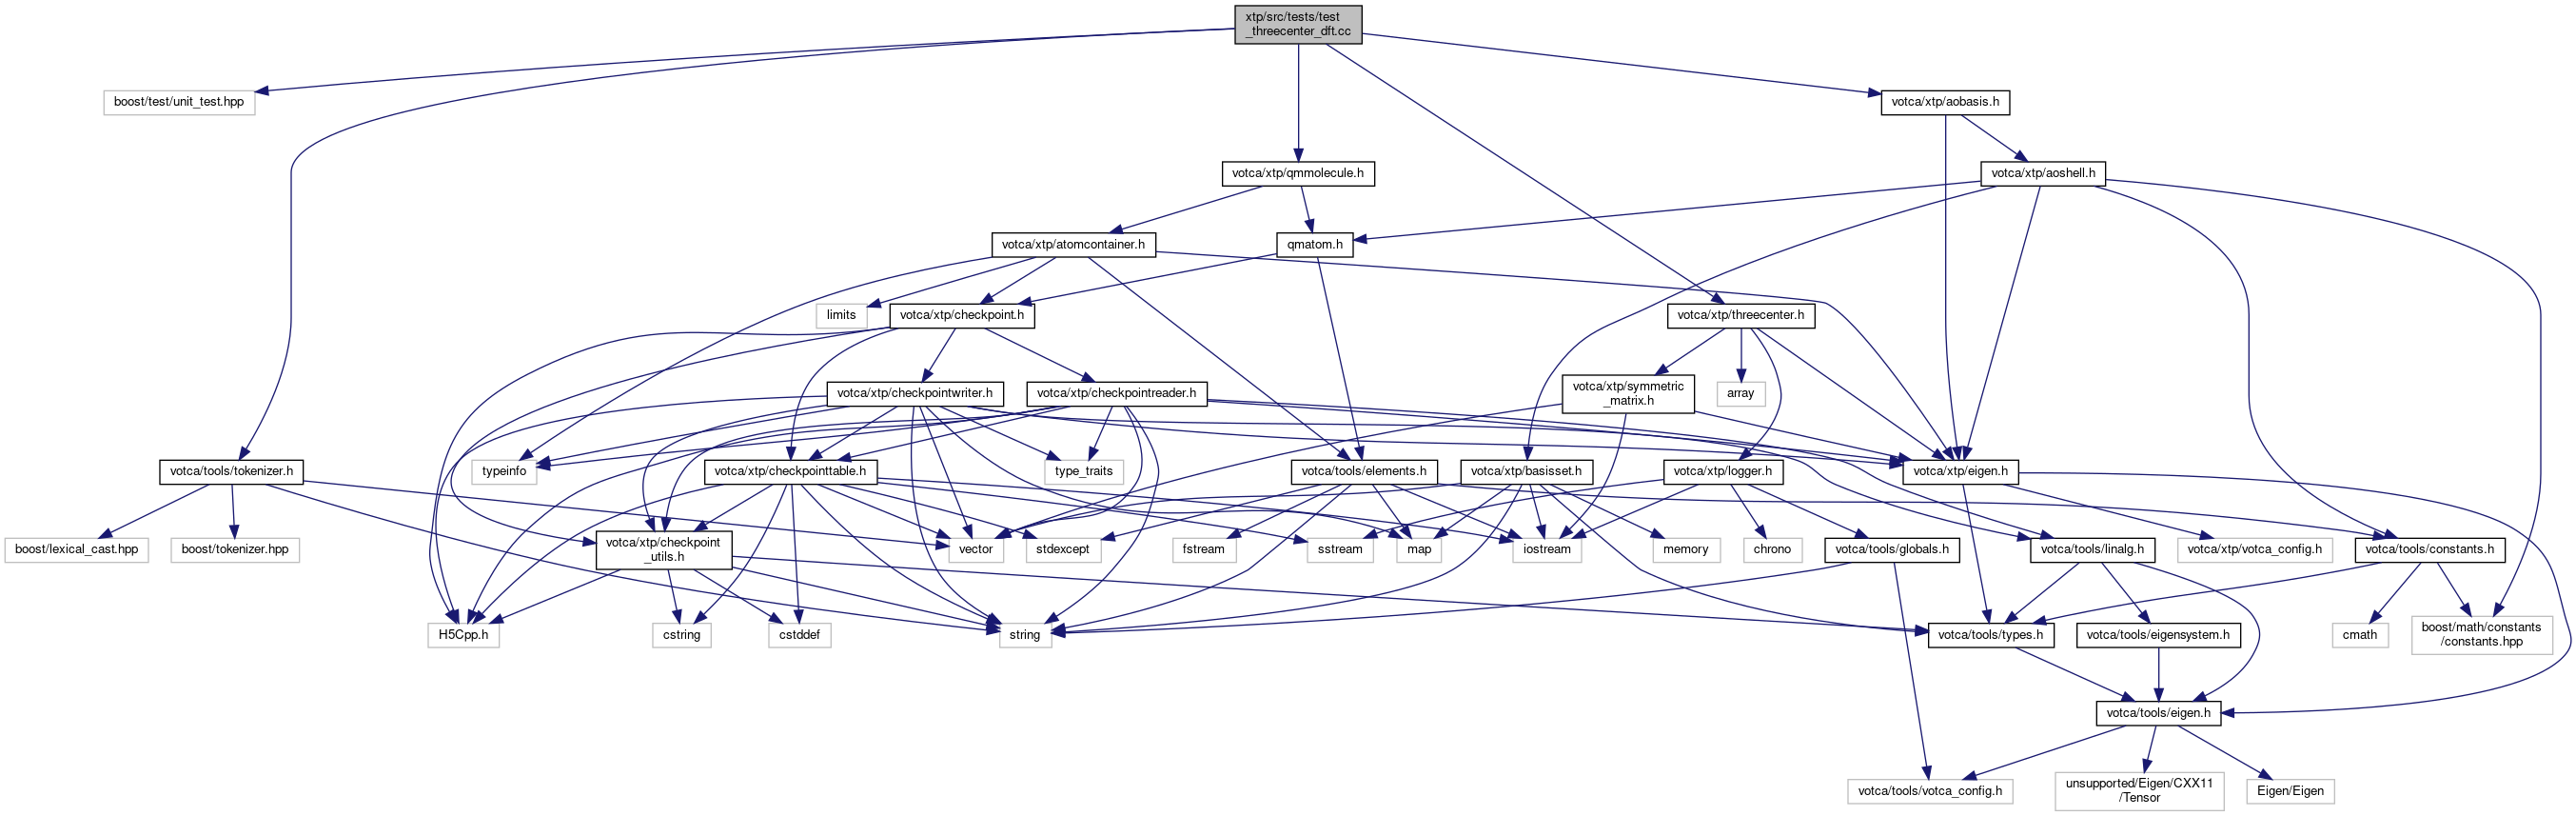 xtp/src/tests/test
_threecenter_dft.cc
boost/test/unit_test.hpp
votca/xtp/aobasis.h
votca/xtp/qmmolecule.h
votca/xtp/aoshell.h
votca/xtp/atomcontainer.h
qmatom.h
limits
votca/xtp/checkpoint.h
votca/xtp/threecenter.h
votca/xtp/checkpointwriter.h
votca/xtp/checkpointreader.h
votca/xtp/symmetric
_matrix.h
array
votca/tools/tokenizer.h
typeinfo
votca/xtp/checkpointtable.h
type_traits
votca/tools/elements.h
votca/xtp/basisset.h
votca/xtp/logger.h
votca/xtp/eigen.h
boost/lexical_cast.hpp
boost/tokenizer.hpp
votca/xtp/checkpoint
_utils.h
vector
stdexcept
fstream
sstream
map
iostream
memory
chrono
votca/tools/globals.h
votca/tools/linalg.h
votca/xtp/votca_config.h
votca/tools/constants.h
H5Cpp.h
cstring
cstddef
string
votca/tools/types.h
votca/tools/eigensystem.h
cmath
boost/math/constants
/constants.hpp
votca/tools/eigen.h
votca/tools/votca_config.h
unsupported/Eigen/CXX11
/Tensor
Eigen/Eigen